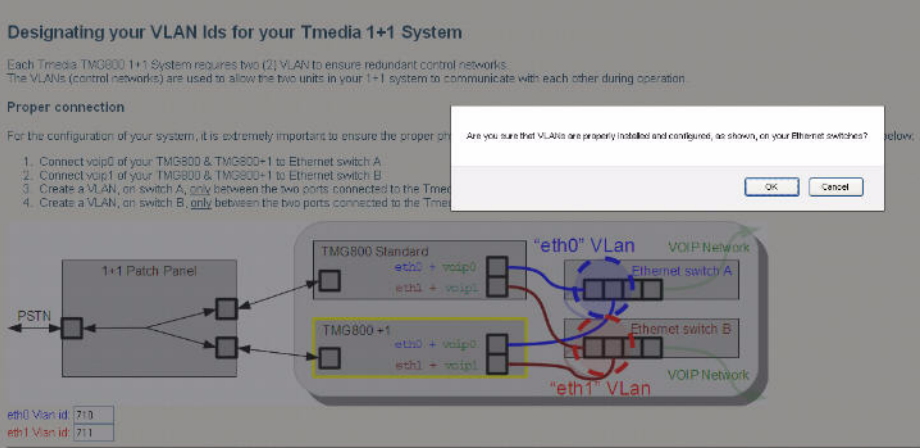 Designating your VLAN Ids for your Tmedia 1+1 System
Each Tmedia TMG800 1+1 System requires two (2) VLAN to ensure redundant control networks.
The VLANs (control networks) are used to allow the two units in your 1+1 system to communicate with each other during operation.
Proper connection
For the configuration of your system, it is extremely important to ensure the proper ph
elow:
1. Connect voip0 of your TMG800 & TMG800+1 to Ethernet switch A
2. Connect voip1 of your TMG800 & TMG800+1 to Ethernet switch B
3. Create a VLAN, on switch A, only between the two ports connected to the Tmed
4. Create a VLAN, on switch B, only between the two ports connected to the Tmed
Are you sure that VLANs are properly installed and configured, as shown, on your Ethernet switches?
OK
Cancel
1+1 Patch Panel
PSTN
TMG800 Standard
eth0 + voip0
eth1 + voip1
TMG800 +1
eth0 + voip0
eth1 + voip1
"eth0" VLan
VOIP Network
Ethernet switch A
Ethernet switch B
"eth1" VLan
VOIP Network
eth0 Vlan id: 710
eth1 Vlan id: 711